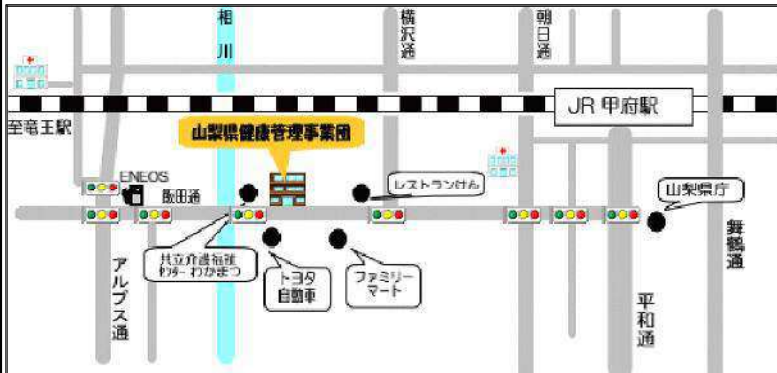 相川
横沢通
朝日通
JR 甲府駅
至竜王駅
山梨県健康管理事業団
ENEOS
飯田通
レストランけん
山梨県庁
共立介護福祉
センター わかまつ
トヨタ
自動車
ファミリー
マート
アルプス通
平和通
舞鶴通